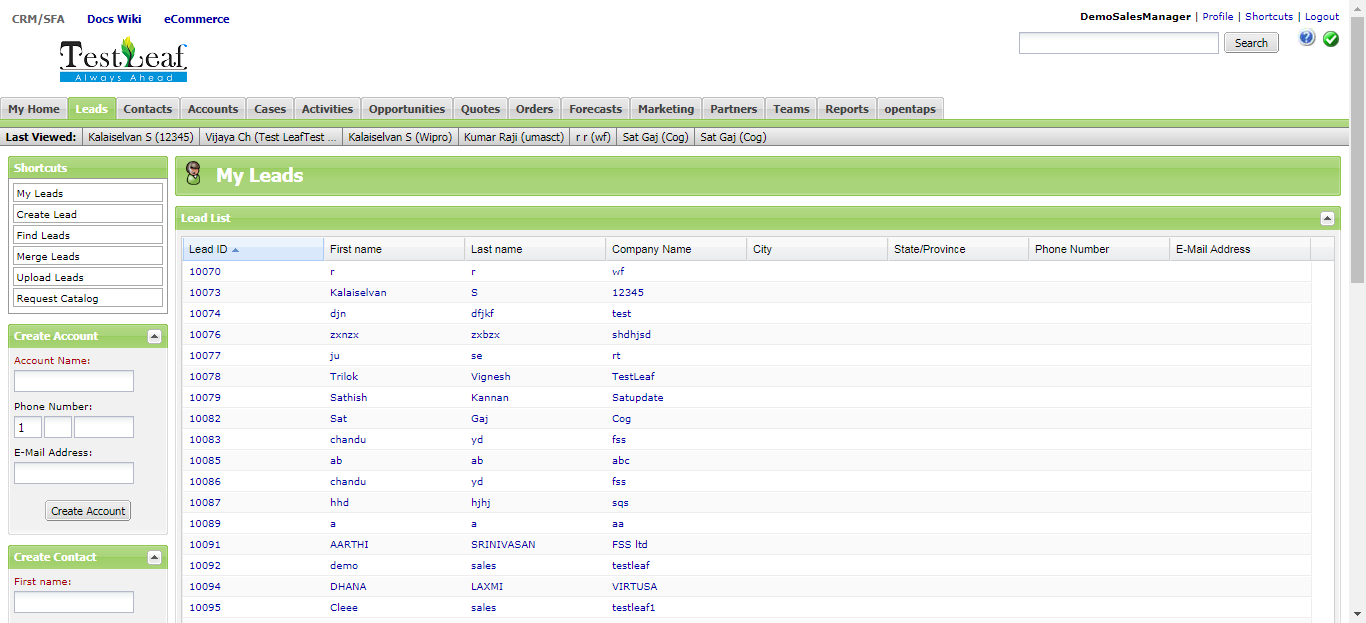 CRM/SFA Docs Wiki eCommerce
DemoSalesManager | Profile | Shortcuts | Logout
TestLeaf
Always Ahead
Search
?
My Home Leads Contacts Accounts Cases Activities Opportunities Quotes Orders Forecasts Marketing Partners Teams Reports opentaps
Last Viewed: Kalaiselvan S (12345) Vijaya Ch (Test LeafTest ... Kalaiselvan S (Wipro) Kumar Raji (umasct) r r (wf) Sat Gaj (Cog) Sat Gaj (Cog)
Shortcuts
My Leads
Create Lead
Find Leads
Merge Leads
Upload Leads
Request Catalog
Create Account
Account Name:
Phone Number:
1
E-Mail Address:
Create Account
Create Contact
First name:
My Leads
Lead List
Lead ID First name Last name Company Name City State/Province Phone Number E-Mail Address
10070 r r wf
10073 Kalaiselvan S 12345
10074 djn dfjkf test
10076 zxnzx zxbzx shdhjsd
10077 ju se rt
10078 Trilok Vignesh TestLeaf
10079 Sathish Kannan Satupdate
10082 Sat Gaj Cog
10083 chandu yd fss
10085 ab ab abc
10086 chandu yd fss
10087 hhd hjhj sqs
10089 a a aa
10091 AARTHI SRINIVASAN FSS ltd
10092 demo sales testleaf
10094 DHANA LAXMI VIRTUSA
10095 Cleee sales testleaf1